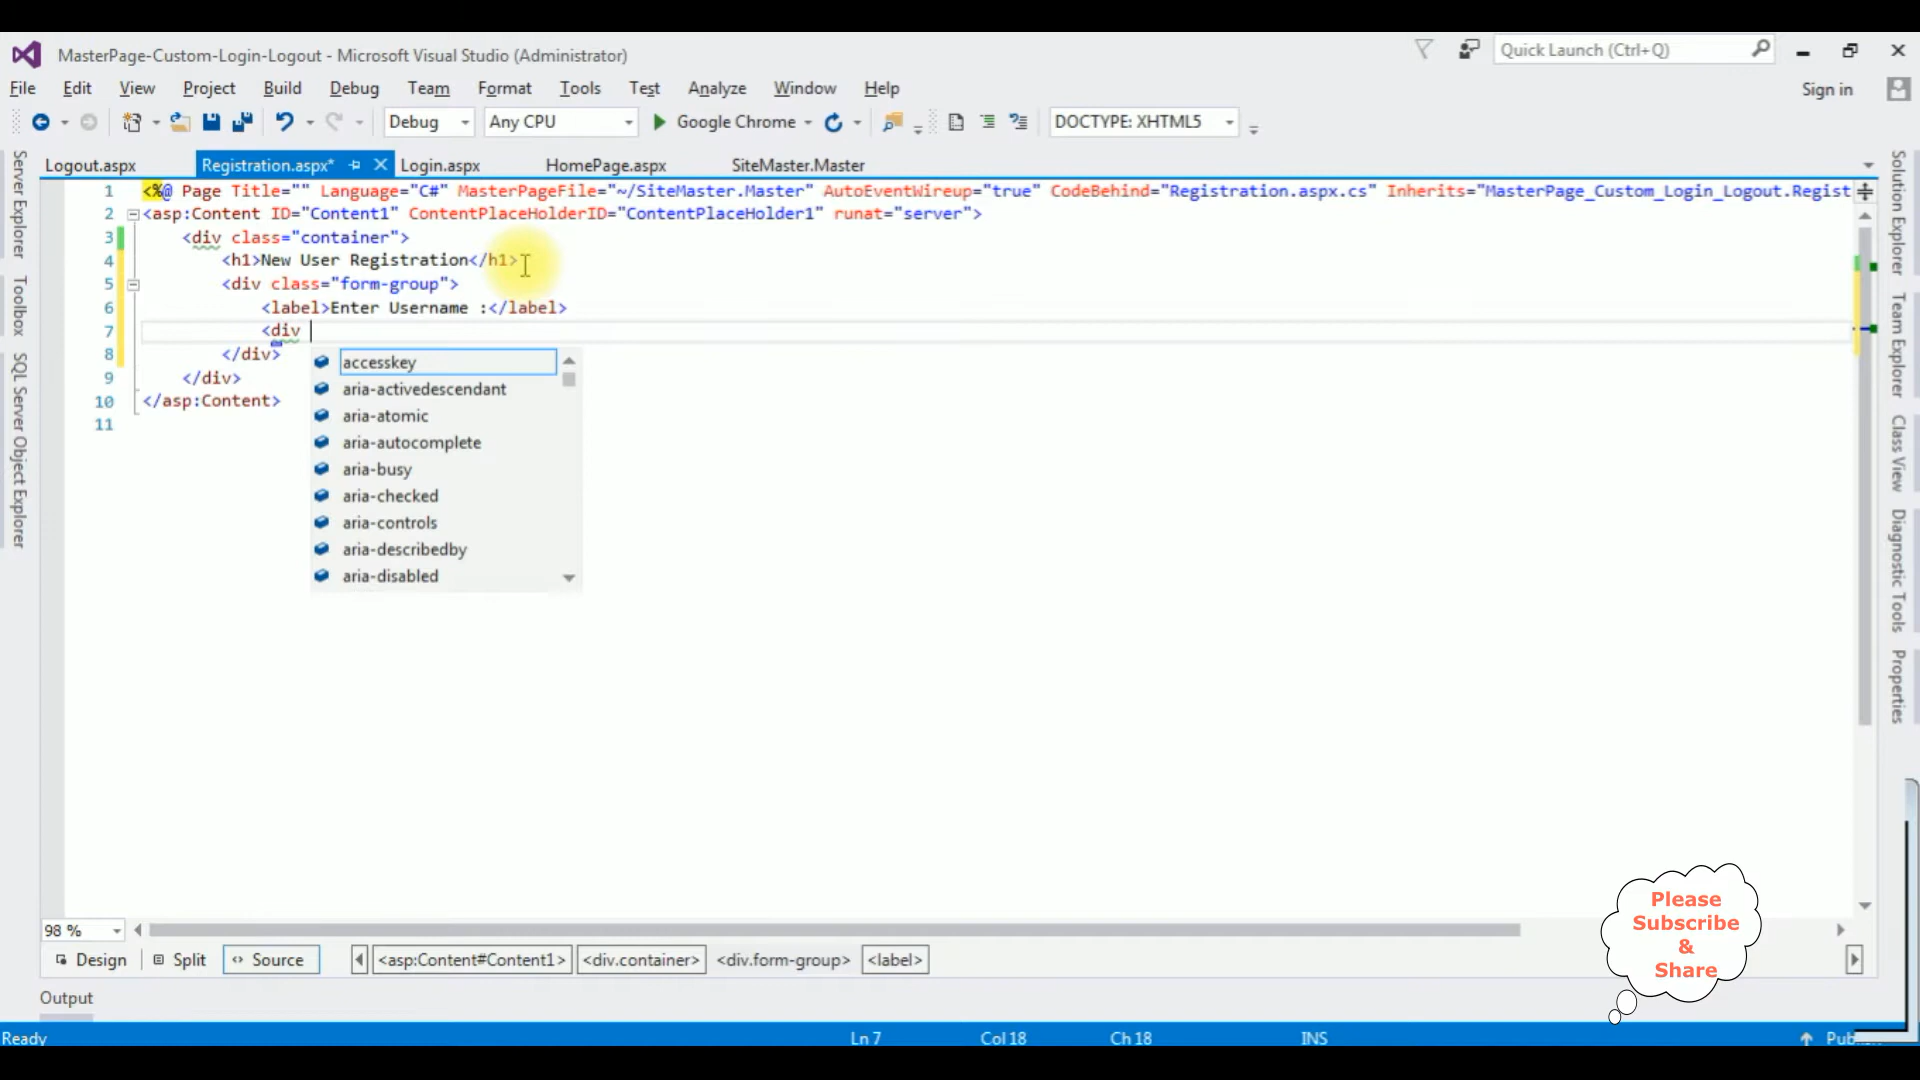 MasterPage-Custom-Login-Logout - Microsoft Visual Studio (Administrator)
Quick Launch (Ctrl+Q)
File Edit View Project Build Debug Team Format Tools Test Analyze Window Help
Sign in
Debug Any CPU Google Chrome DOCTYPE: XHTML5
Logout.aspx Registration.aspx* Login.aspx HomePage.aspx SiteMaster.Master
1 <%@ Page Title="" Language="C#" MasterPageFile="~/SiteMaster.Master" AutoEventWireup="true" CodeBehind="Registration.aspx.cs" Inherits="MasterPage_Custom_Login_Logout.Regist
2 <asp:Content ID="Content1" ContentPlaceHolderID="ContentPlaceHolder1" runat="server">
3 <div class="container">
4 <h1>New User Registration</h1>
5 <div class="form-group">
6 <label>Enter Username :</label>
7 <div
8 </div>
9 </div>
10 </asp:Content>
11
accesskey
aria-activedescendant
aria-atomic
aria-autocomplete
aria-busy
aria-checked
aria-controls
aria-describedby
aria-disabled
Server Explorer
Toolbox
SQL Server Object Explorer
Solution Explorer
Team Explorer
Class View
Diagnostic Tools
Properties
Please
Subscribe
&
Share
98 %
Design Split Source <asp:Content#Content1> <div.container> <div.form-group> <label>
Output
Ready Ln 7 Col 18 Ch 18 INS